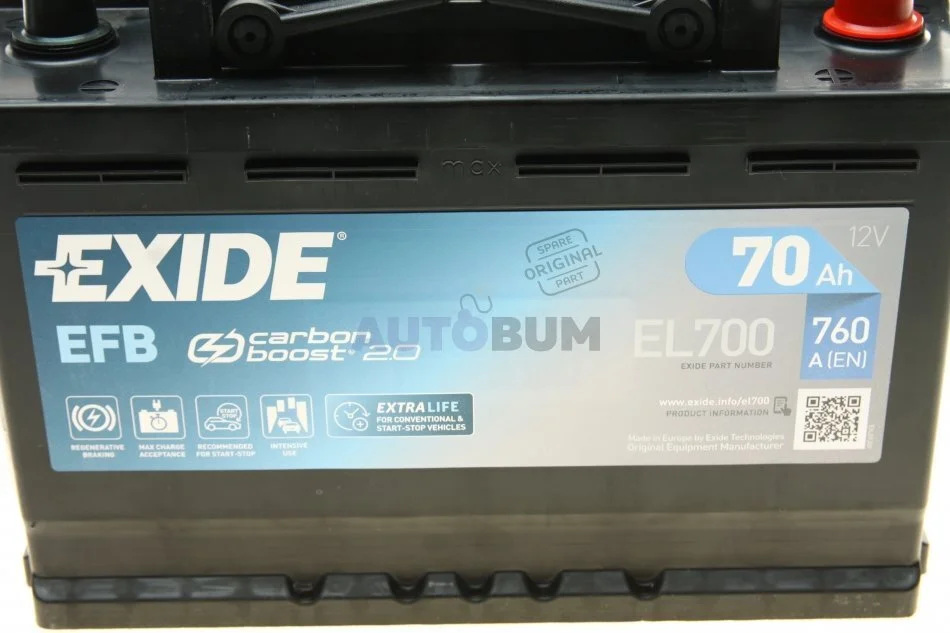 max
EXIDE®
SPARE
ORIGINAL
PART
70 Ah
12V
EFB
carbon
boost® 2.0
AUTOBUM
EL700
EXIDE PART NUMBER
760
A (EN)
START
STOP
REGENERATIVE
BRAKING
MAX CHARGE
ACCEPTANCE
RECOMMENDED
FOR START-STOP
INTENSIVE
USE
EXTRA LIFE
FOR CONVENTIONAL &
START-STOP VEHICLES
www.exide.info/el700
PRODUCT INFORMATION
Made in Europe by Exide Technologies
Original Equipment Manufacturer